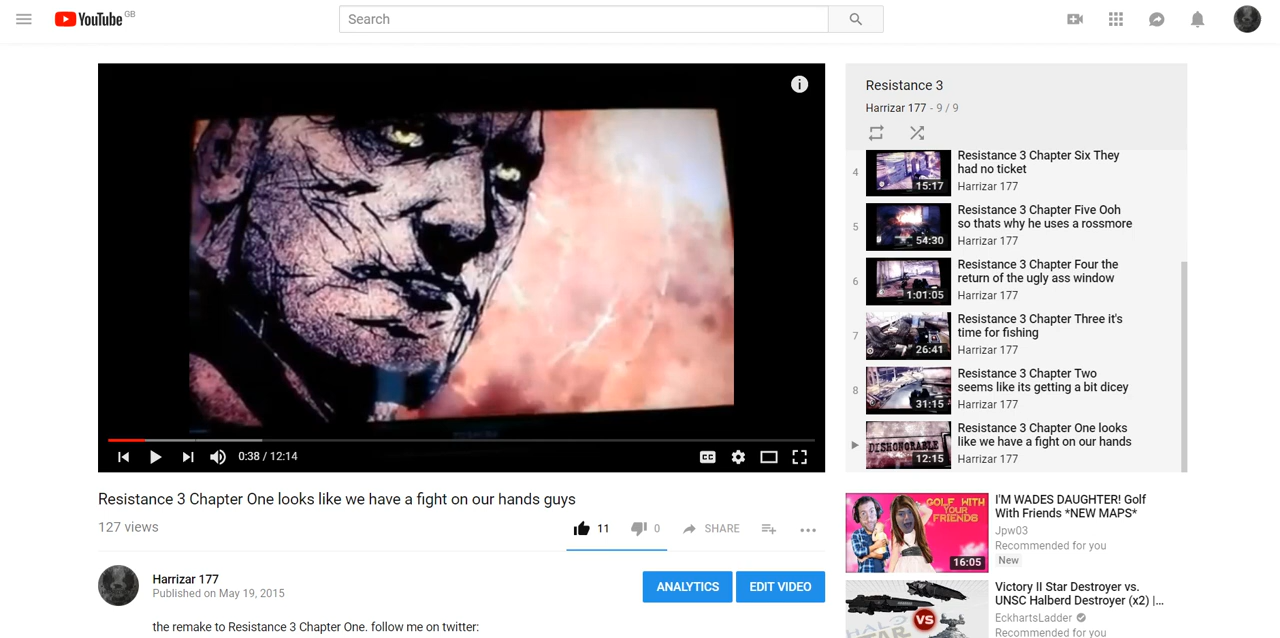 YouTube GB
Search
Resistance 3
Harrizar 177 - 9 / 9
4
15:17
Resistance 3 Chapter Six They
had no ticket
Harrizar 177
5
54:30
Resistance 3 Chapter Five Ooh
so thats why he uses a rossmore
Harrizar 177
6
1:01:05
Resistance 3 Chapter Four the
return of the ugly ass window
Harrizar 177
7
26:41
Resistance 3 Chapter Three it's
time for fishing
Harrizar 177
8
31:15
Resistance 3 Chapter Two
seems like its getting a bit dicey
Harrizar 177
DISHONORABLE
12:15
Resistance 3 Chapter One looks
like we have a fight on our hands
Harrizar 177
0:38 / 12:14
CC
Resistance 3 Chapter One looks like we have a fight on our hands guys
127 views
11
0
SHARE
Harrizar 177
Published on May 19, 2015
ANALYTICS
EDIT VIDEO
the remake to Resistance 3 Chapter One. follow me on twitter:
GOLF WITH
YOUR
FRIENDS
16:05
I'M WADES DAUGHTER! Golf
With Friends *NEW MAPS*
Jpw03
Recommended for you
New
HALO
STAR
VS
Victory II Star Destroyer vs.
UNSC Halberd Destroyer (x2) |...
EckhartsLadder
Recommended for you